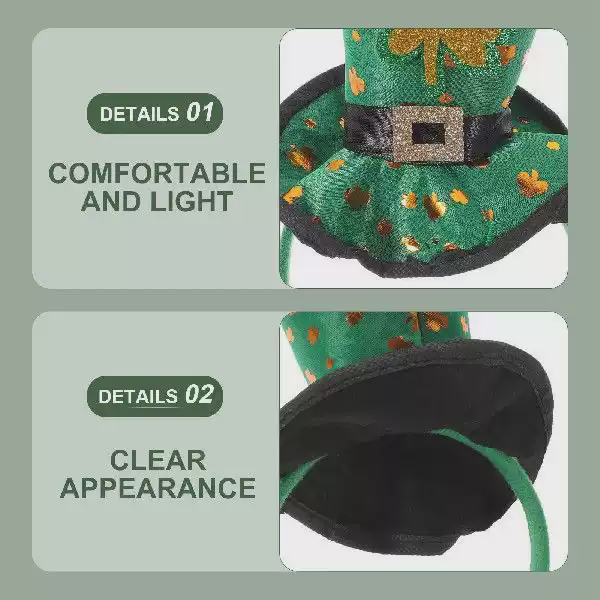 DETAILS 01
COMFORTABLE
AND LIGHT
DETAILS 02
CLEAR
APPEARANCE